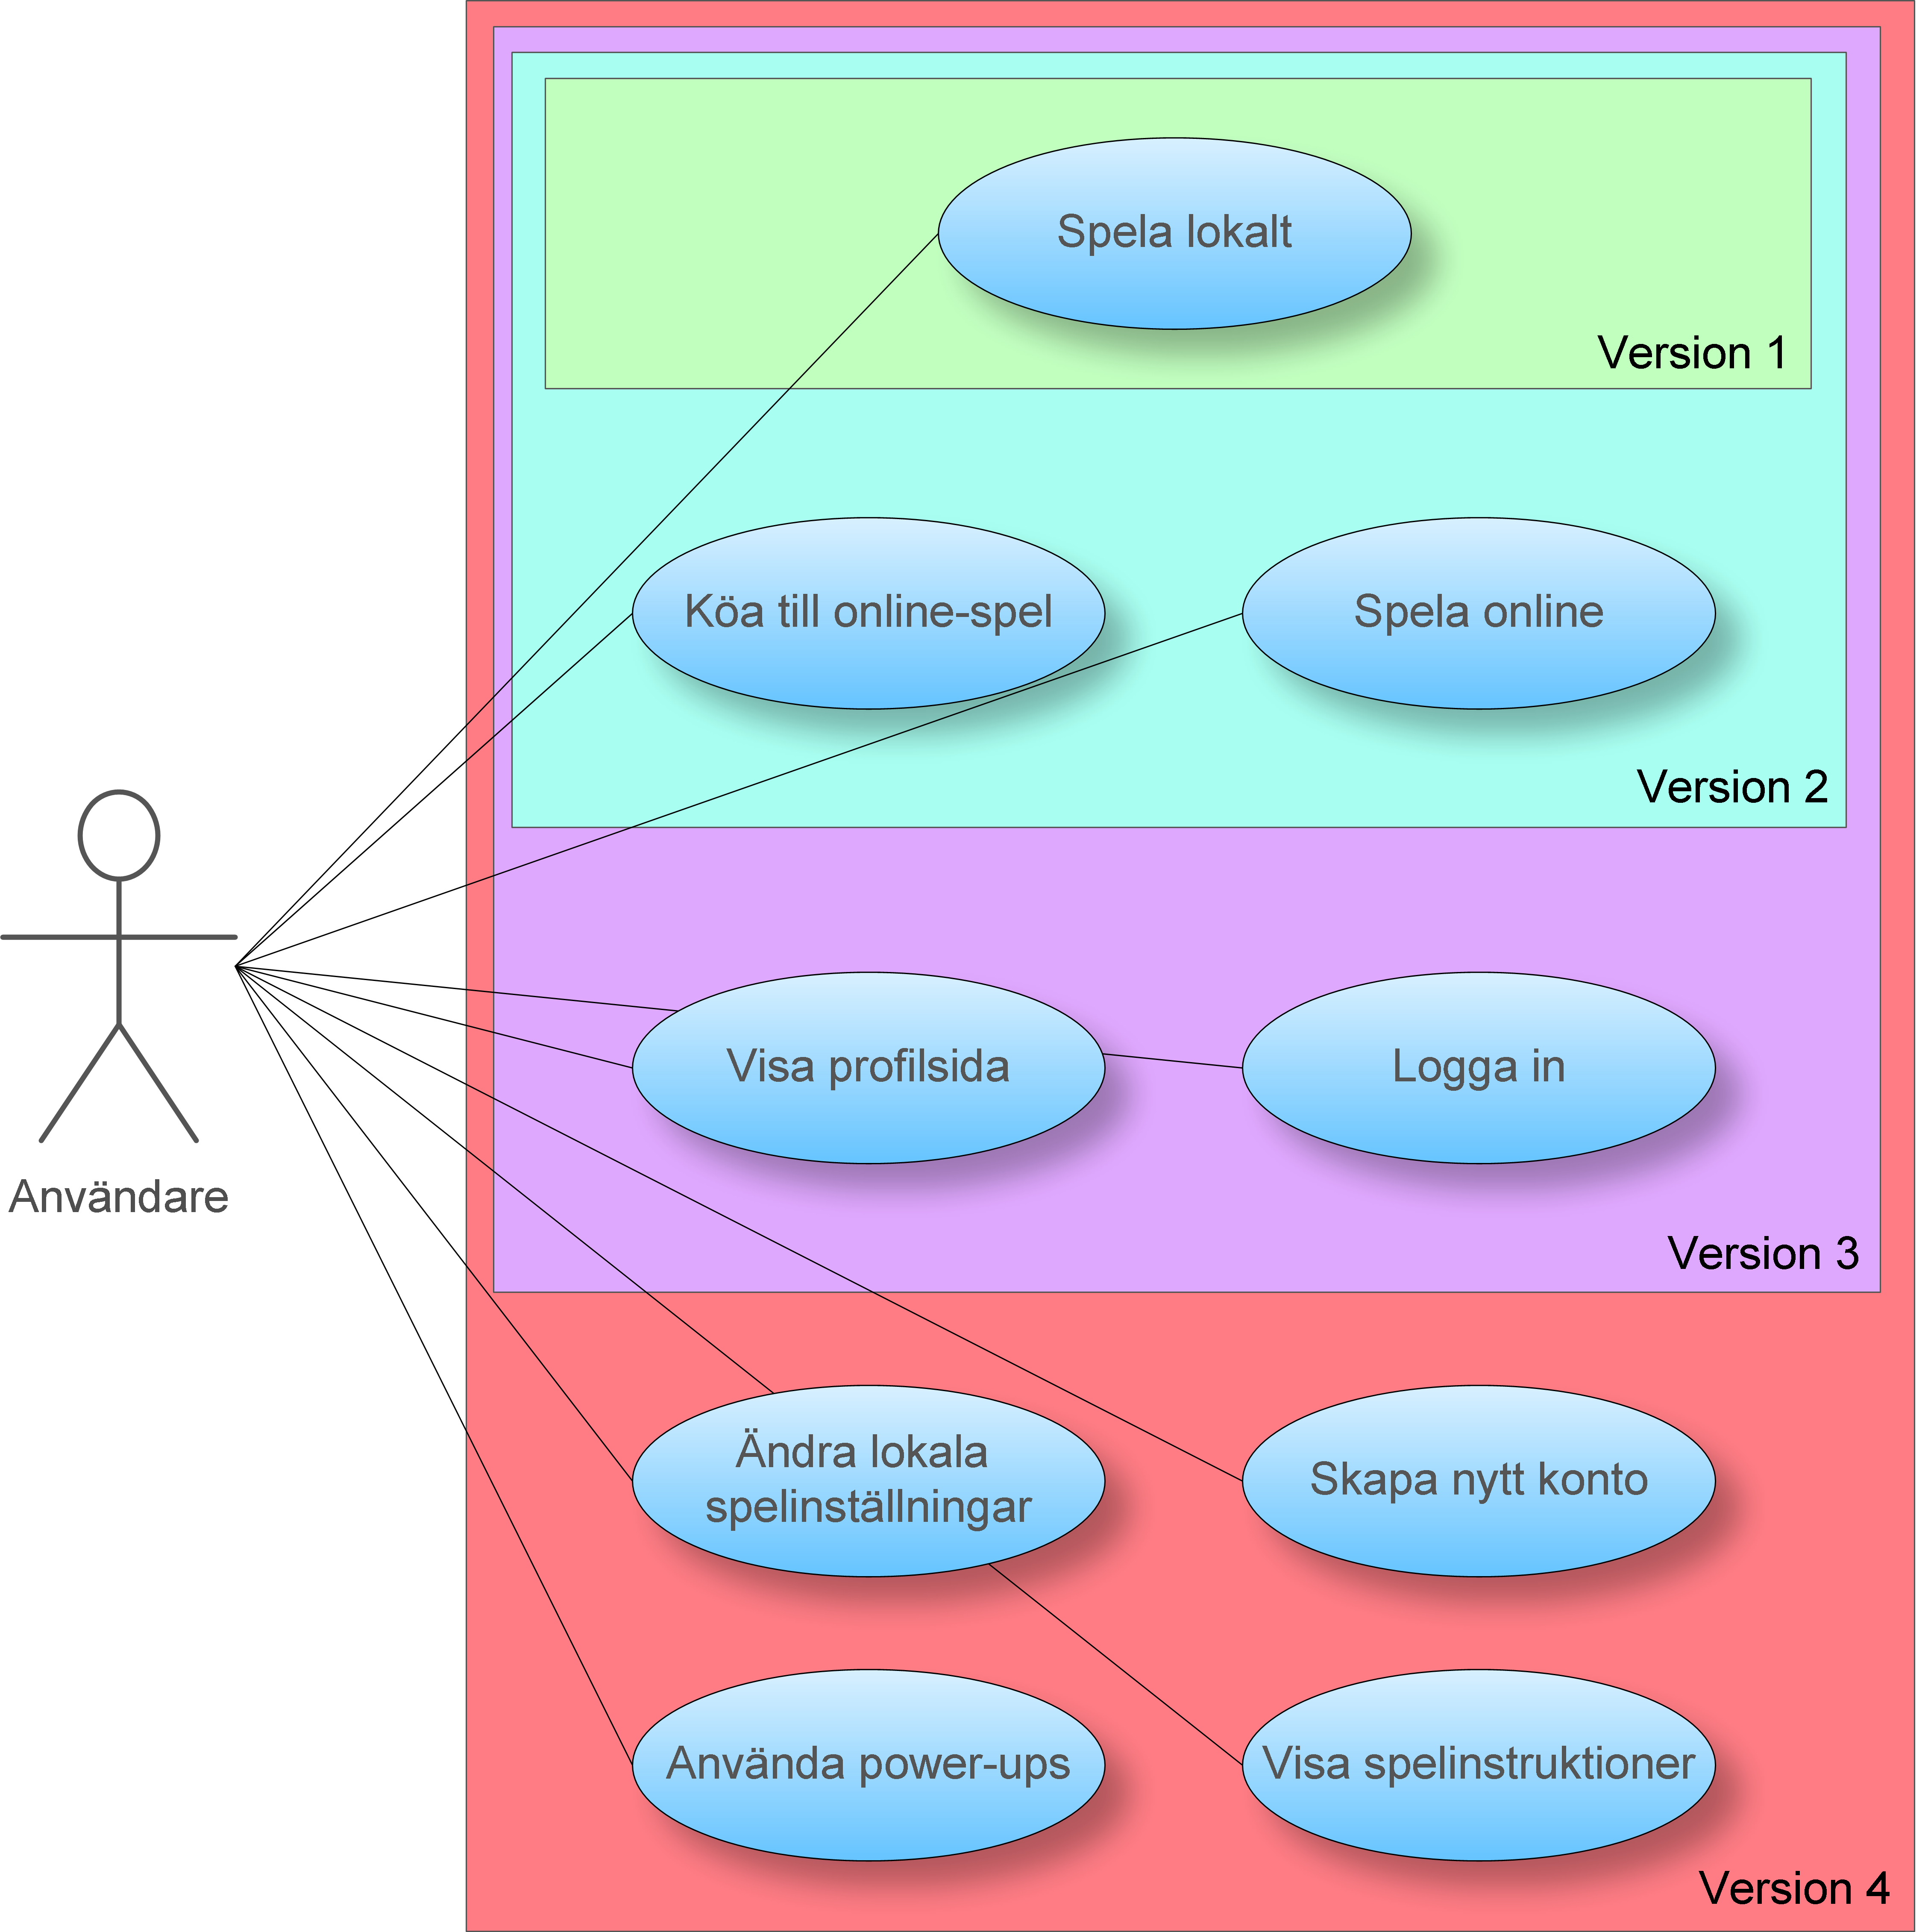 Spela lokalt
Version 1
Köa till online-spel
Spela online
Version 2
Visa profilsida
Logga in
Användare
Version 3
Ändra lokala
spelinställningar
Skapa nytt konto
Använda power-ups
Visa spelinstruktioner
Version 4